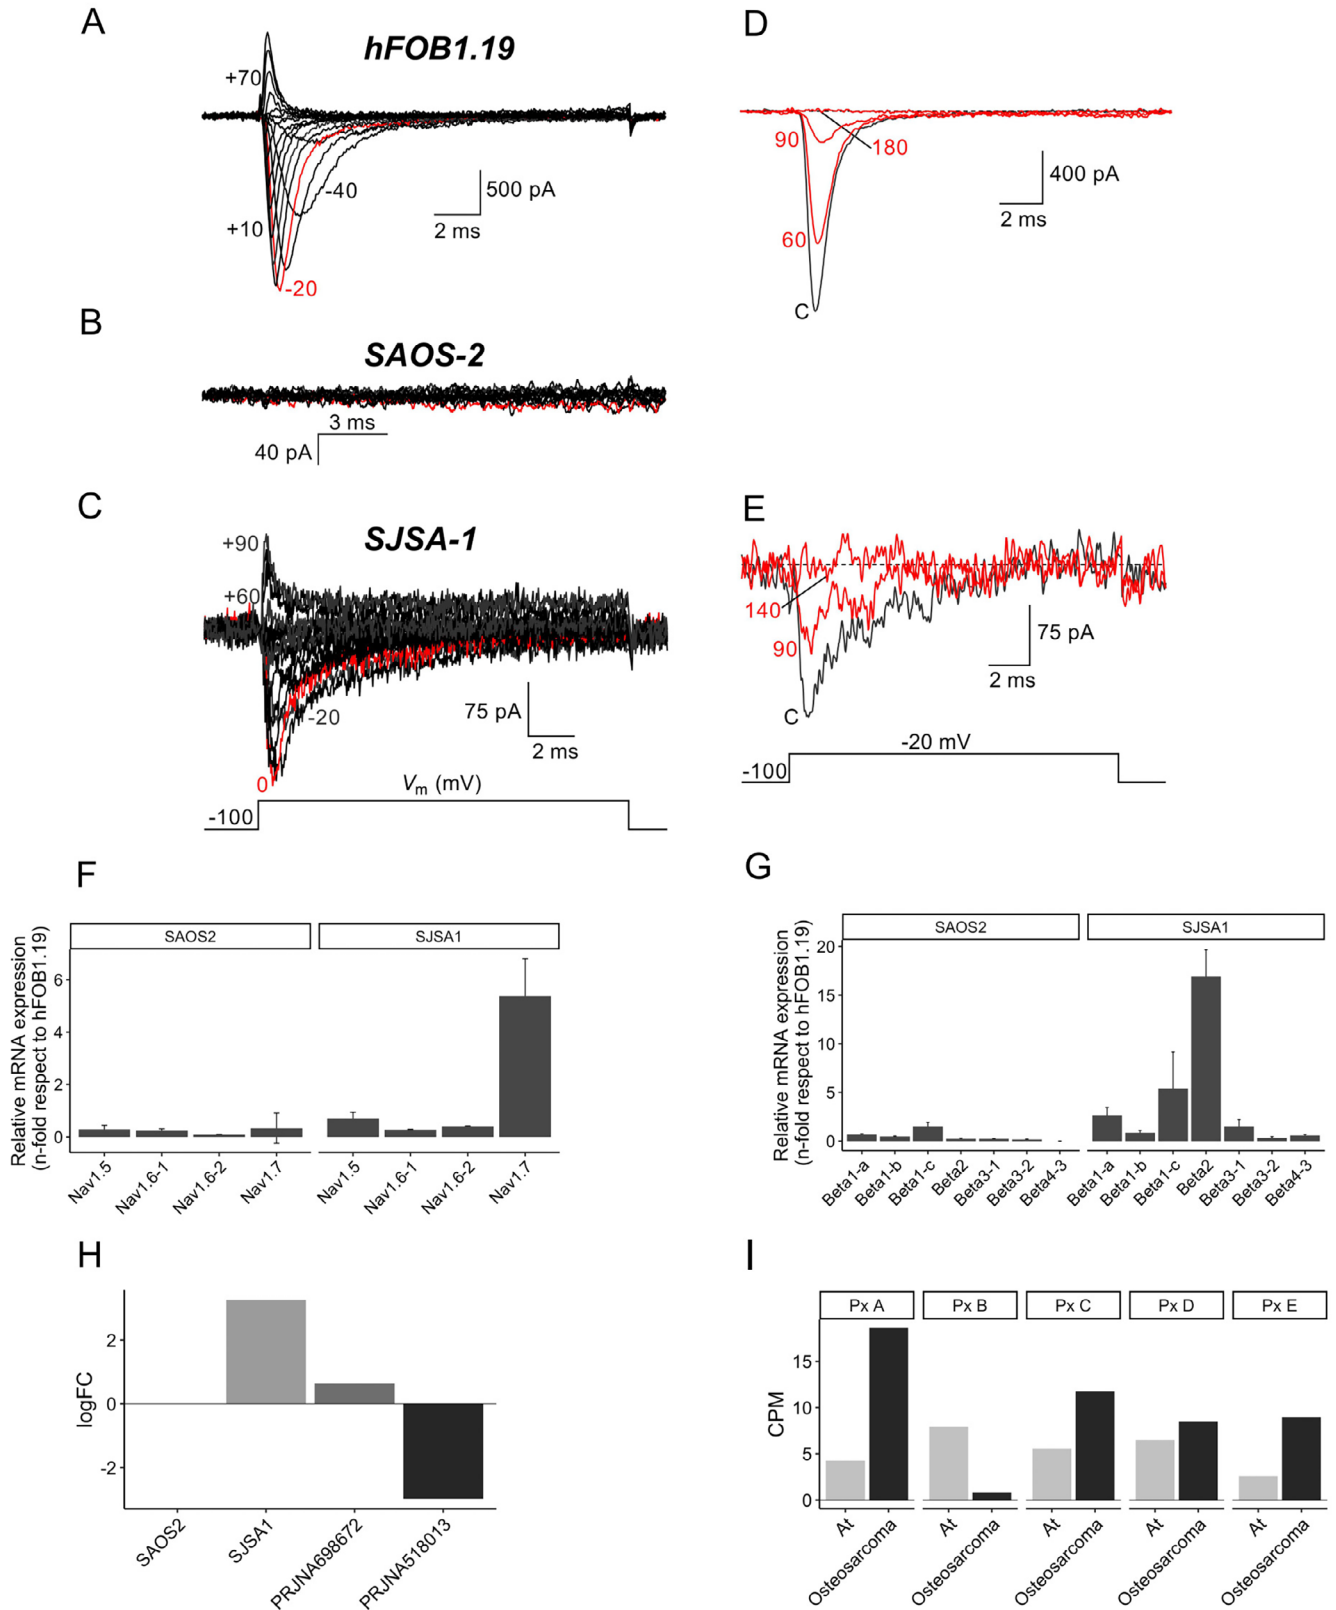 A
hFOB1.19
+70
-40
500 pA
2 ms
+10
-20
B
SAOS-2
3 ms
40 pA
C
SJSA-1
+90
+60
-20
75 pA
2 ms
0
Vm (mV)
-100
D
90
180
400 pA
2 ms
60
C
E
140
90
75 pA
2 ms
C
-20 mV
-100
F
Relative mRNA expression
(n-fold respect to hFOB1.19)
SAOS2
SJSA1
6
4
2
0
Nav1.5
Nav1.6-1
Nav1.6-2
Nav1.7
Nav1.5
Nav1.6-1
Nav1.6-2
Nav1.7
G
Relative mRNA expression
(n-fold respect to hFOB1.19)
SAOS2
SJSA1
20
15
10
5
0
Beta1-a
Beta1-b
Beta1-c
Beta2
Beta3-1
Beta3-2
Beta4-3
Beta1-a
Beta1-b
Beta1-c
Beta2
Beta3-1
Beta3-2
Beta4-3
H
logFC
2
0
-2
SAOS2
SJSA1
PRJNA698672
PRJNA518013
I
CPM
Px A
Px B
Px C
Px D
Px E
15
10
5
0
At
Osteosarcoma
At
Osteosarcoma
At
Osteosarcoma
At
Osteosarcoma
At
Osteosarcoma